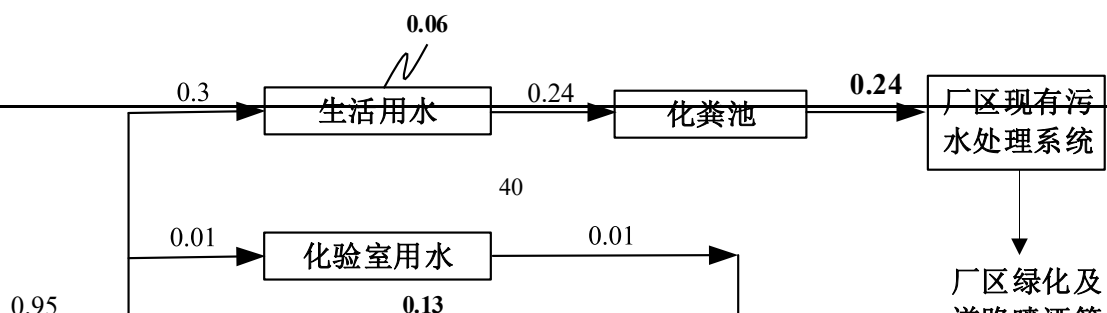 0.06
0.3
生活用水
0.24
化粪池
0.24
厂区现有污
水处理系统
40
0.01
化验室用水
0.01
厂区绿化及
0.95
0.13